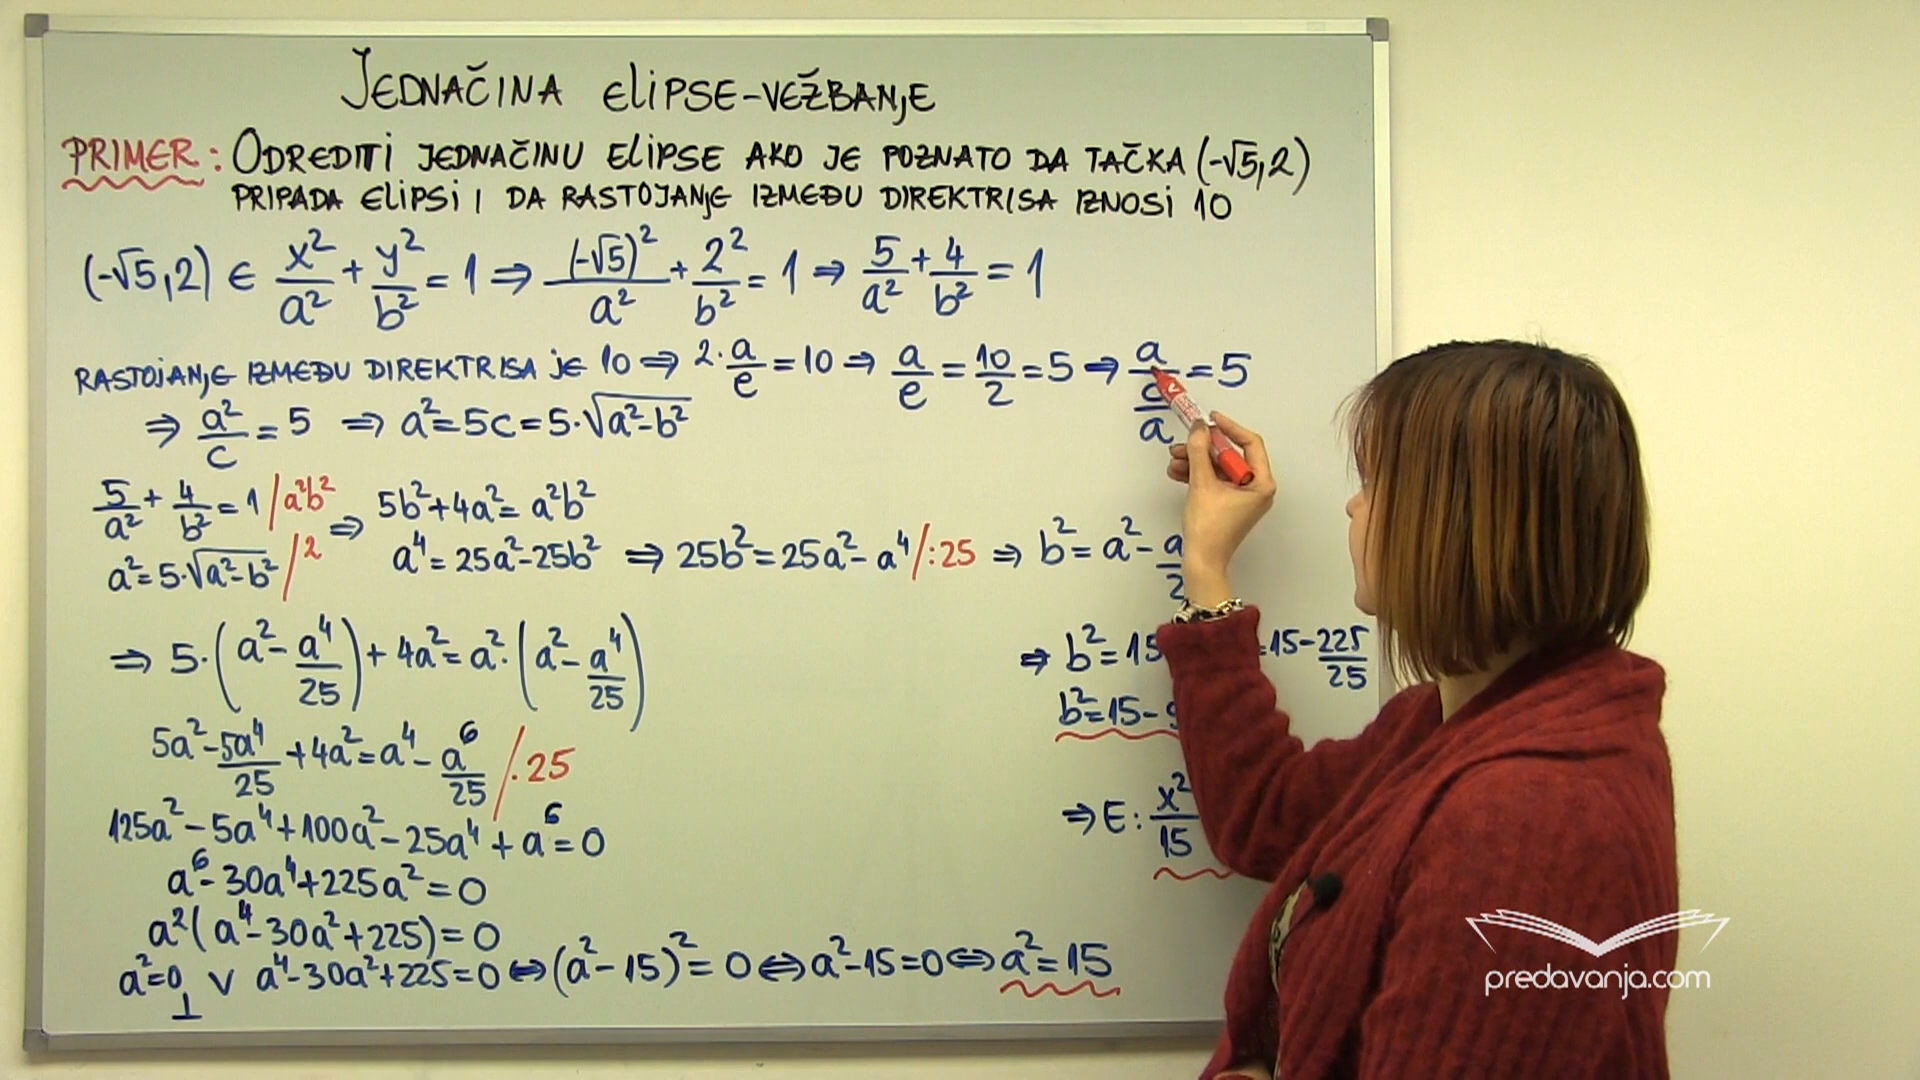 JEDNAČINA ELIPSE-VEŽBANJE
PRIMER: ODREDITI JEDNAČINU ELIPSE AKO JE POZNATO DA TAČKA (-√5,2)
PRIPADA ELIPSI I DA RASTOJANJE IZMEĐU DIREKTRISA IZNOSI 10
(-√5,2) ∈ x²/a² + y²/b² = 1 ⇒ (-√5)²/a² + 2²/b² = 1 ⇒ 5/a² + 4/b² = 1
RASTOJANJE IZMEĐU DIREKTRISA JE 10 ⇒ 2·a/e = 10 ⇒ a/e = 10/2 = 5 ⇒ a/(c/a) = 5
⇒ a²/c = 5 ⇒ a² = 5c = 5·√(a²-b²)
5/a² + 4/b² = 1 /a²b² ⇒ 5b²+4a² = a²b²
a² = 5·√(a²-b²) /² a⁴ = 25a²-25b² ⇒ 25b² = 25a²-a⁴ /:25 ⇒ b² = a²-a
⇒ 5·(a² - a⁴/25) + 4a² = a²·(a² - a⁴/25)
5a² - 5a⁴/25 + 4a² = a⁴ - a⁶/25 /·25
125a² - 5a⁴ + 100a² - 25a⁴ + a⁶ = 0
a⁶ - 30a⁴ + 225a² = 0
a²(a⁴ - 30a² + 225) = 0
a² = 0 ∨ a⁴ - 30a² + 225 = 0 ⇔ (a² - 15)² = 0 ⇔ a² - 15 = 0 ⇔ a² = 15
⊥
⇒ b² = 15 = 15 - 225/25
b² = 15 -
⇒ E: x²/15
predavanja.com